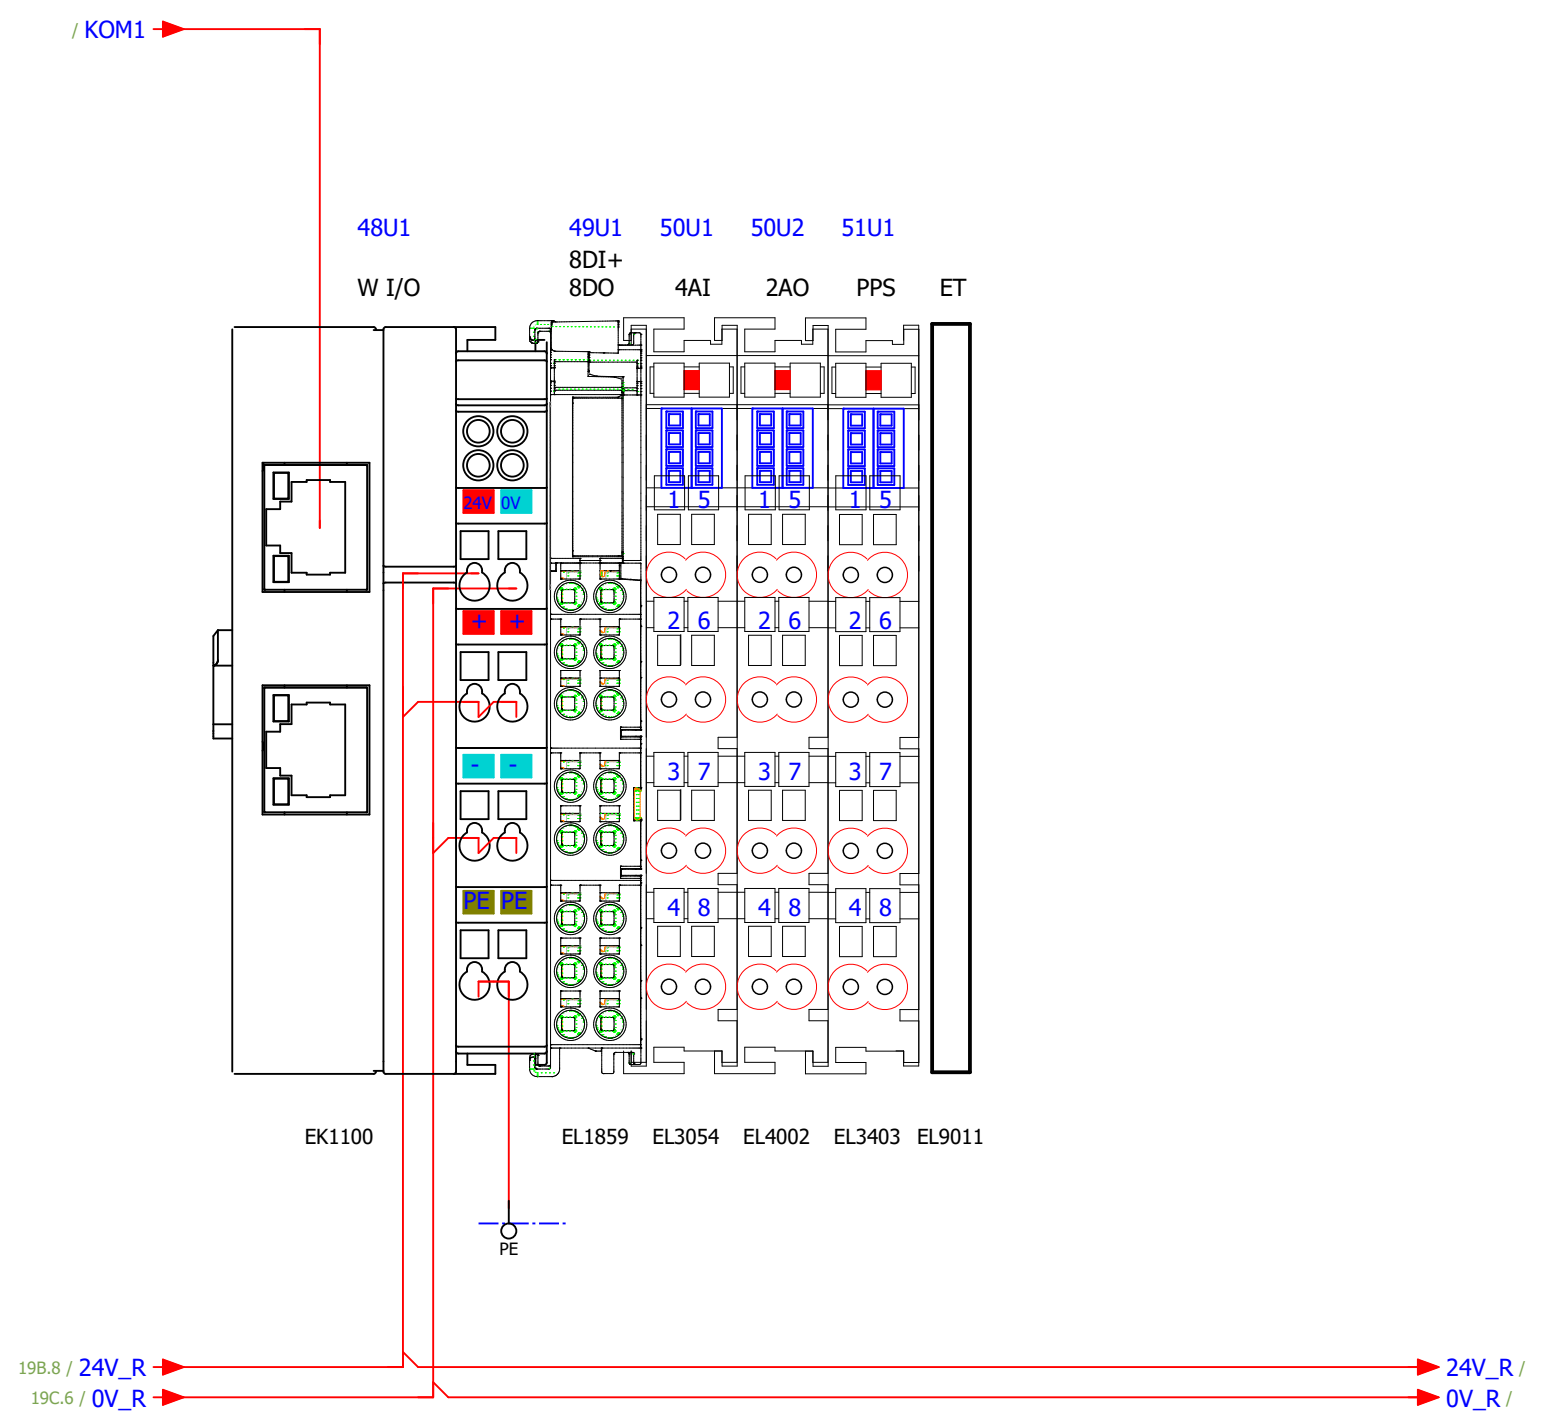 / KOM1
48U1 49U1 50U1 50U2 51U1
8DI+
W I/O 8DO 4AI 2AO PPS ET
24V 0V 1 5 1 5 1 5
+ + 2 6 2 6 2 6
- - 3 7 3 7 3 7
PE PE 4 8 4 8 4 8
EK1100 EL1859 EL3054 EL4002 EL3403 EL9011
PE
19B.8 / 24V_R 24V_R /
19C.6 / 0V_R 0V_R /